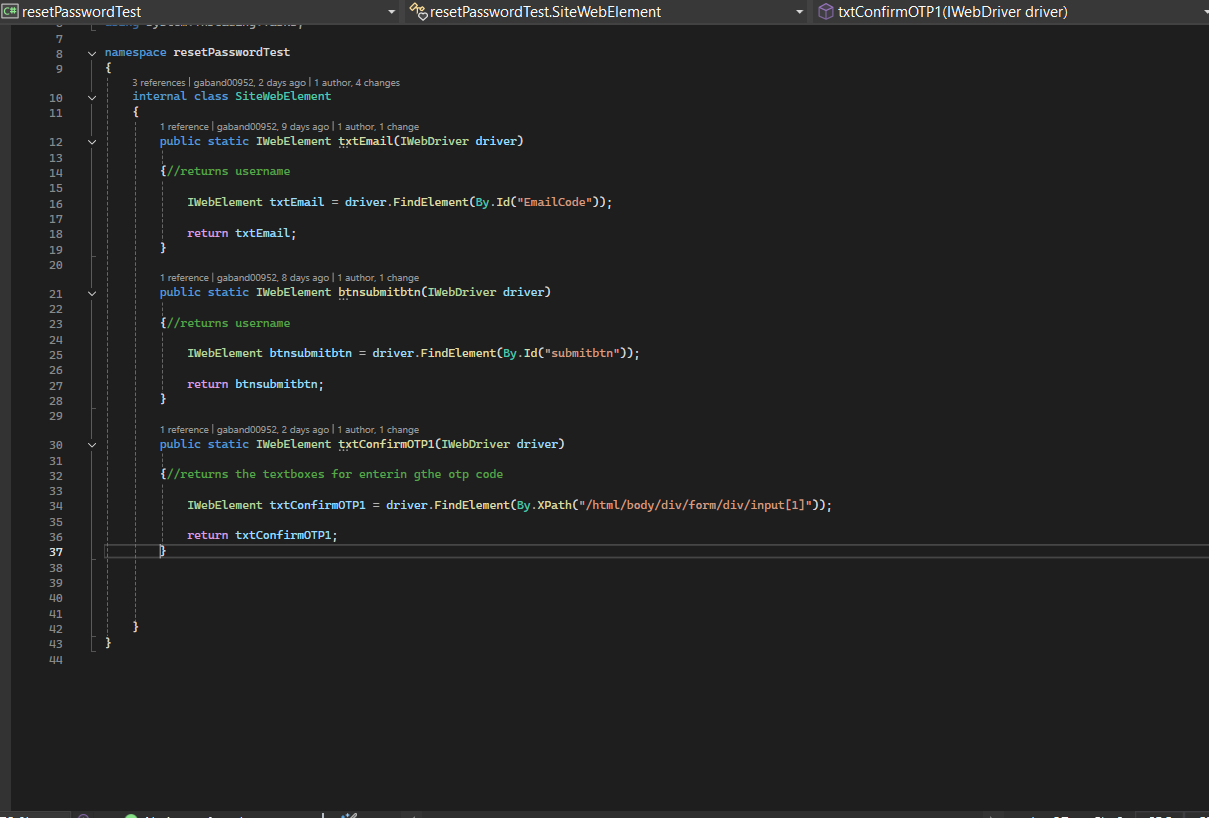 C# resetPasswordTest resetPasswordTest.SiteWebElement txtConfirmOTP1(IWebDriver driver)
7
8 namespace resetPasswordTest
9 {
3 references | gaband00952, 2 days ago | 1 author, 4 changes
10 internal class SiteWebElement
11 {
1 reference | gaband00952, 9 days ago | 1 author, 1 change
12 public static IWebElement txtEmail(IWebDriver driver)
13
14 {//returns username
15
16 IWebElement txtEmail = driver.FindElement(By.Id("EmailCode"));
17
18 return txtEmail;
19 }
20
1 reference | gaband00952, 8 days ago | 1 author, 1 change
21 public static IWebElement btnsubmitbtn(IWebDriver driver)
22
23 {//returns username
24
25 IWebElement btnsubmitbtn = driver.FindElement(By.Id("submitbtn"));
26
27 return btnsubmitbtn;
28 }
29
1 reference | gaband00952, 2 days ago | 1 author, 1 change
30 public static IWebElement txtConfirmOTP1(IWebDriver driver)
31
32 {//returns the textboxes for enterin gthe otp code
33
34 IWebElement txtConfirmOTP1 = driver.FindElement(By.XPath("/html/body/div/form/div/input[1]"));
35
36 return txtConfirmOTP1;
37 }
38
39
40
41
42 }
43 }
44